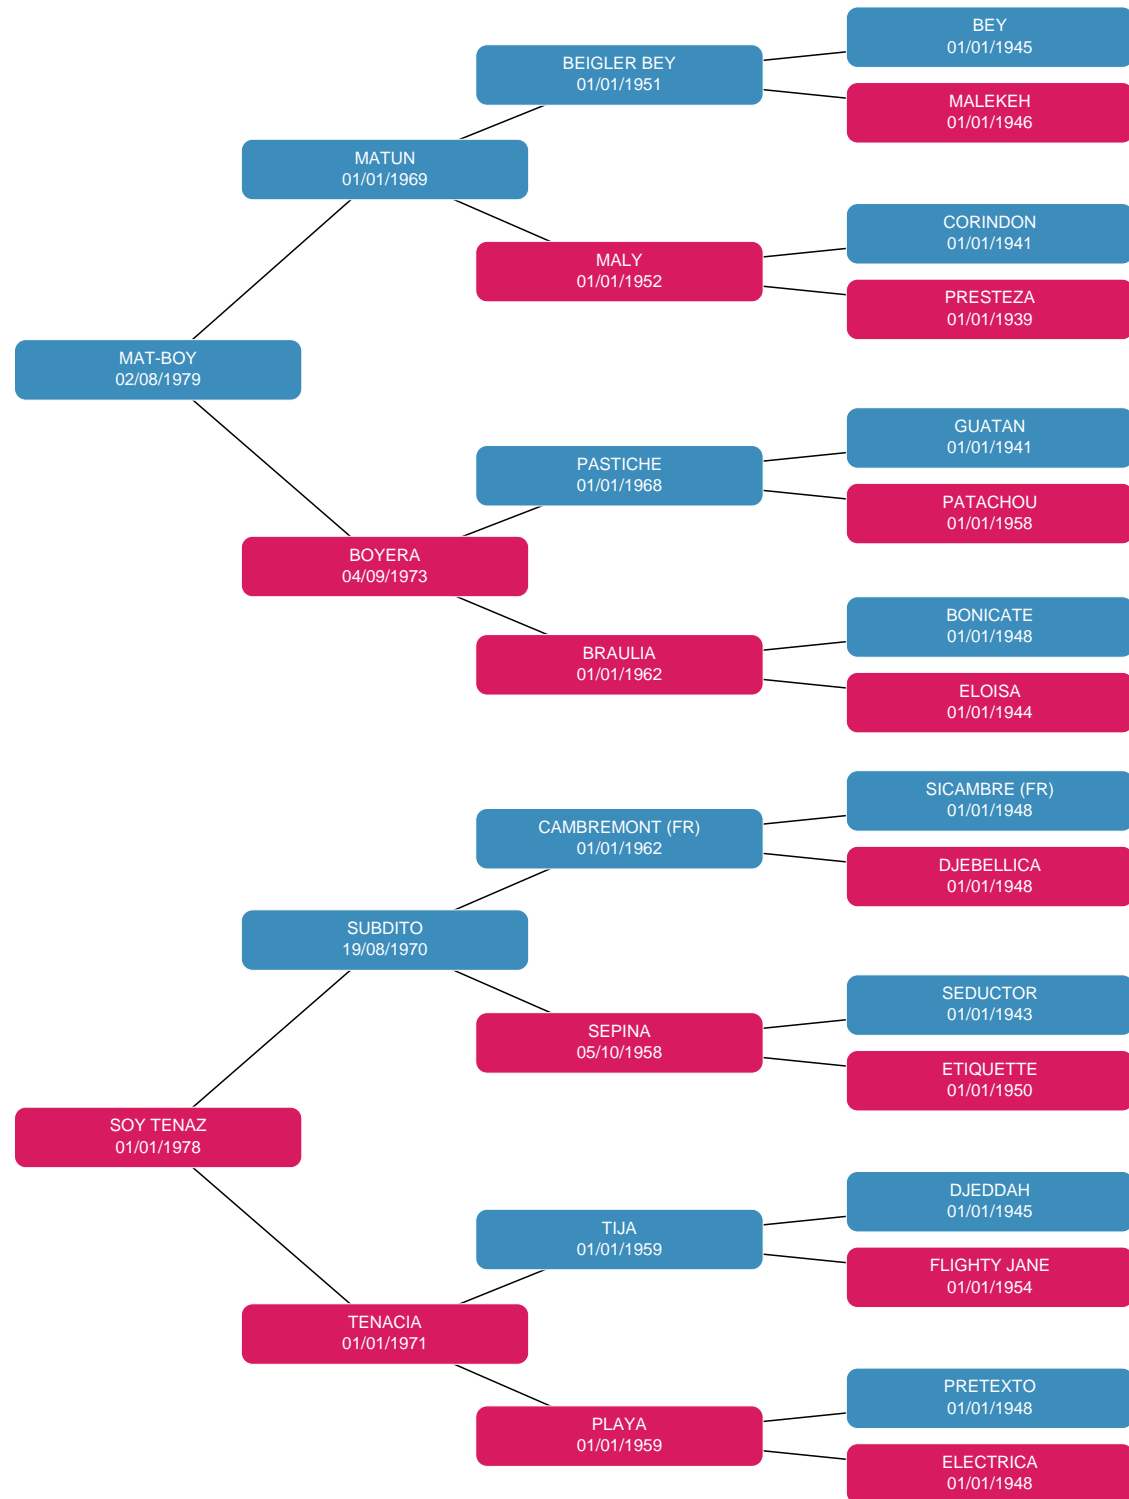 BEY
01/01/1945
BEIGLER BEY
01/01/1951
MALEKEH
01/01/1946
MATUN
01/01/1969
CORINDON
01/01/1941
MALY
01/01/1952
PRESTEZA
01/01/1939
MAT-BOY
02/08/1979
GUATAN
01/01/1941
PASTICHE
01/01/1968
PATACHOU
01/01/1958
BOYERA
04/09/1973
BONICATE
01/01/1948
BRAULIA
01/01/1962
ELOISA
01/01/1944
SICAMBRE (FR)
01/01/1948
CAMBREMONT (FR)
01/01/1962
DJEBELLICA
01/01/1948
SUBDITO
19/08/1970
SEDUCTOR
01/01/1943
SEPINA
05/10/1958
ETIQUETTE
01/01/1950
SOY TENAZ
01/01/1978
DJEDDAH
01/01/1945
TIJA
01/01/1959
FLIGHTY JANE
01/01/1954
TENACIA
01/01/1971
PRETEXTO
01/01/1948
PLAYA
01/01/1959
ELECTRICA
01/01/1948